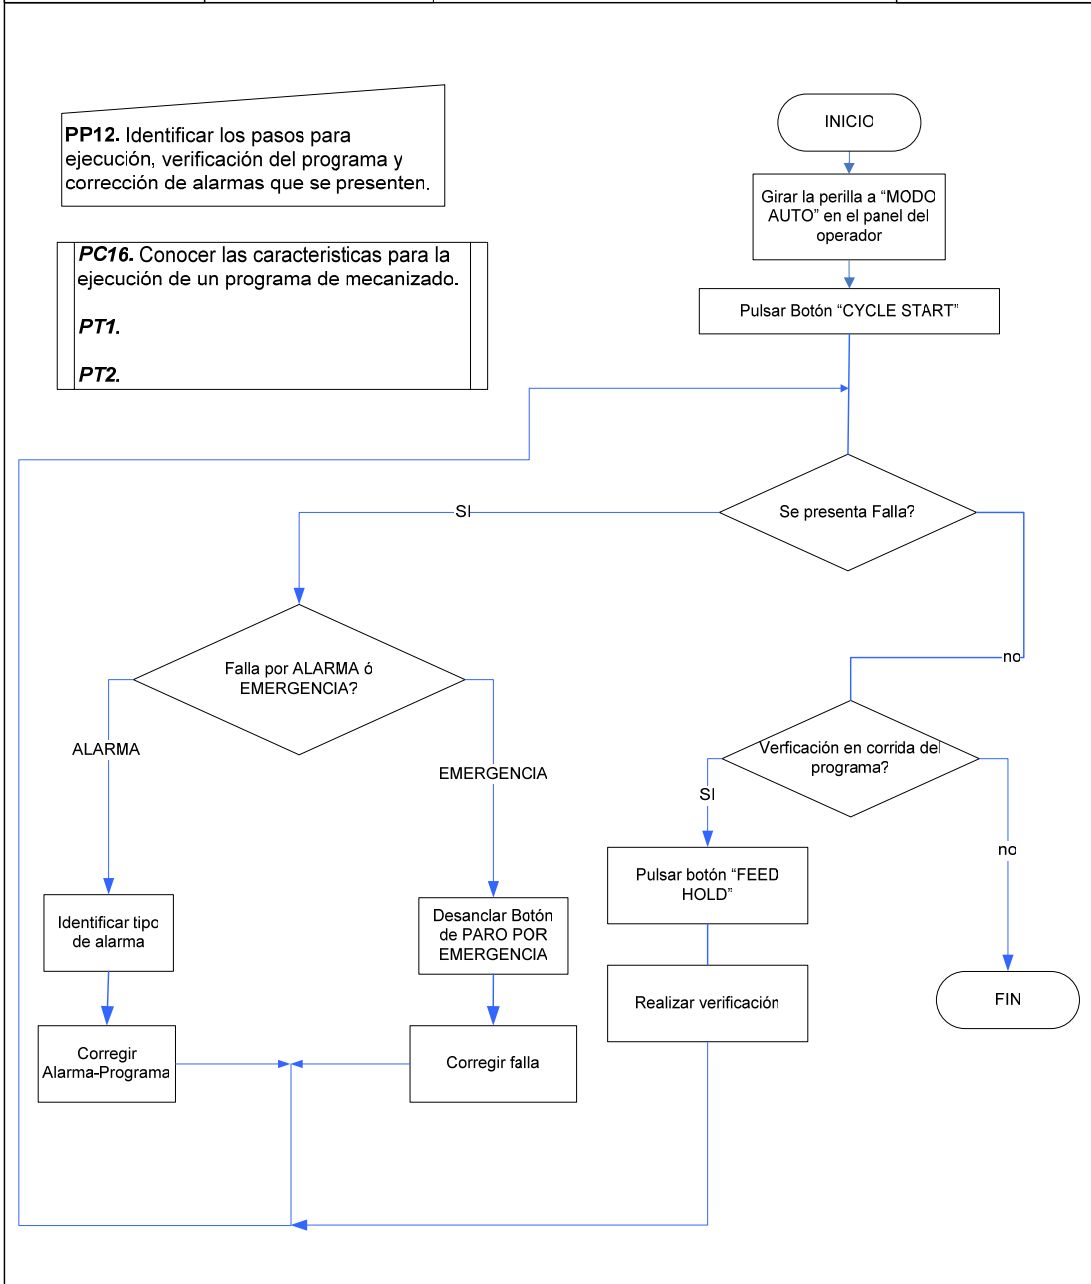 PP12. Identificar los pasos para
ejecución, verificación del programa y
corrección de alarmas que se presenten.
PC16. Conocer las caracteristicas para la
ejecución de un programa de mecanizado.
PT1.
PT2.
INICIO
Girar la perilla a “MODO
AUTO” en el panel del
operador
Pulsar Botón “CYCLE START”
Se presenta Falla?
SI
no
Falla por ALARMA ó
EMERGENCIA?
ALARMA
EMERGENCIA
Verficación en corrida del
programa?
SI
no
Pulsar botón “FEED
HOLD”
Identificar tipo
de alarma
Desanclar Botón
de PARO POR
EMERGENCIA
Realizar verificación
FIN
Corregir
Alarma-Programa
Corregir falla